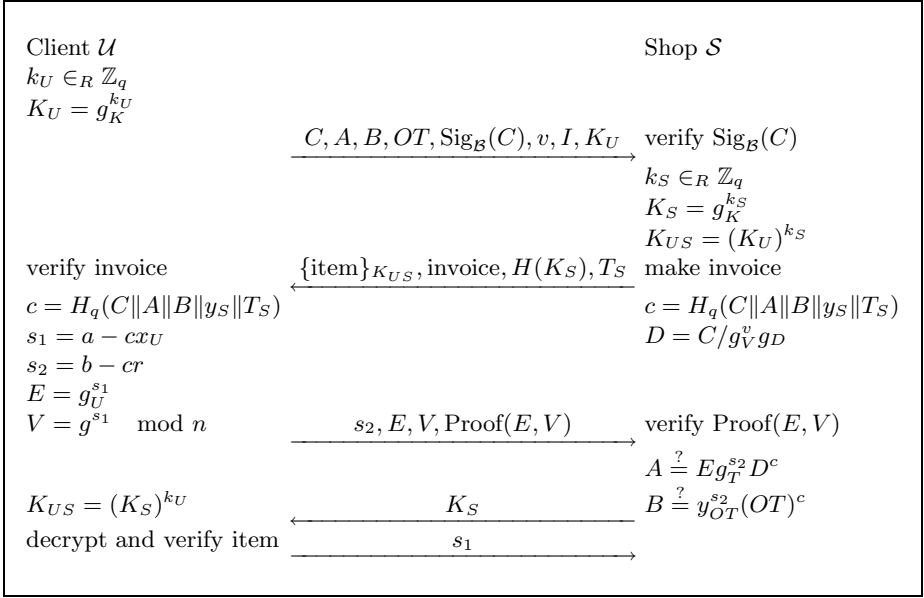 Client 𝒰 Shop 𝒮
k_U ∈_R ℤ_q
K_U = g_K^{k_U}
C, A, B, OT, Sig_ℬ(C), v, I, K_U verify Sig_ℬ(C)
k_S ∈_R ℤ_q
K_S = g_K^{k_S}
K_{US} = (K_U)^{k_S}
verify invoice {item}_{K_{US}}, invoice, H(K_S), T_S make invoice
c = H_q(C‖A‖B‖y_S‖T_S) c = H_q(C‖A‖B‖y_S‖T_S)
s_1 = a − cx_U D = C/g_V^v g_D
s_2 = b − cr
E = g_U^{s_1}
V = g^{s_1} mod n s_2, E, V, Proof(E, V) verify Proof(E, V)
A ≟ Eg_T^{s_2} D^c
K_{US} = (K_S)^{k_U} K_S B ≟ y_{OT}^{s_2} (OT)^c
decrypt and verify item s_1